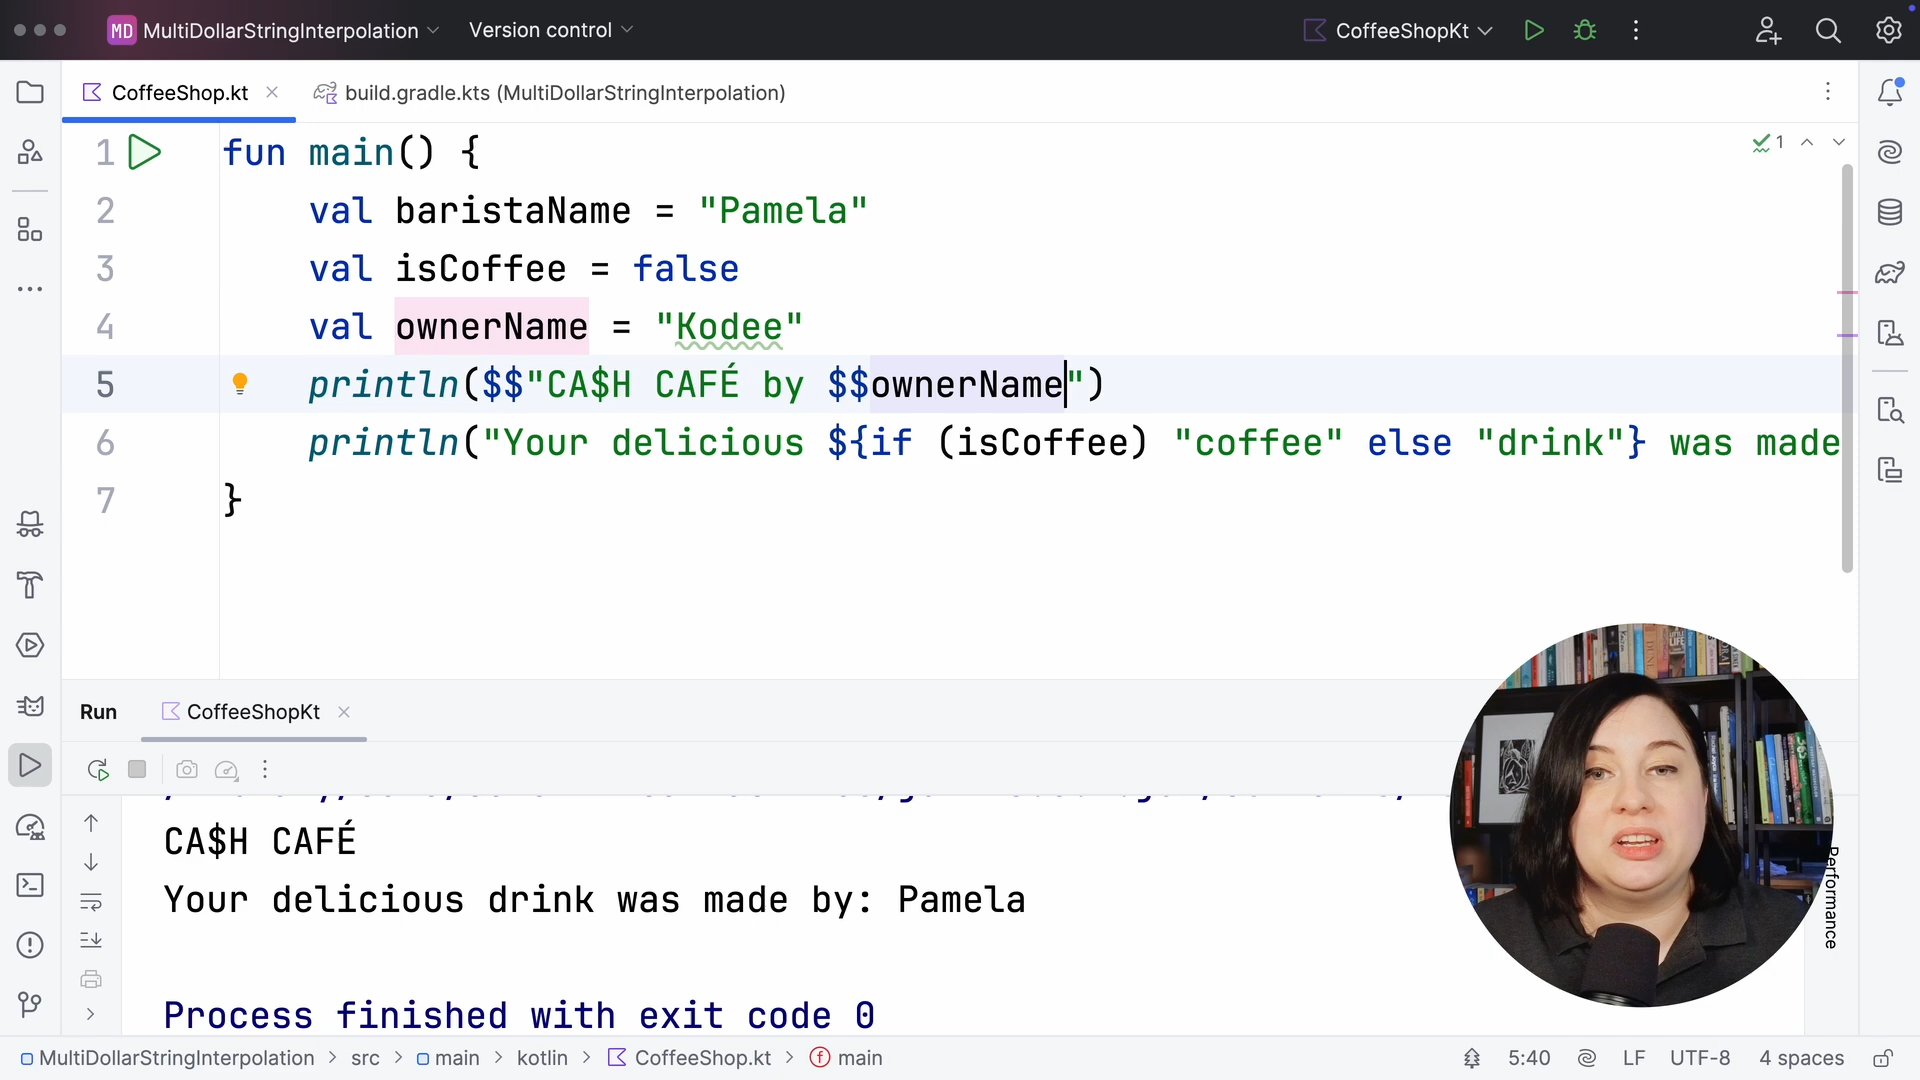 MD MultiDollarStringInterpolation Version control CoffeeShopKt
CoffeeShop.kt build.gradle.kts (MultiDollarStringInterpolation)
1 fun main() {
1
2 val baristaName = "Pamela"
3 val isCoffee = false
4 val ownerName = "Kodee"
5 println($$"CA$H CAFÉ by $$ownerName")
6 println("Your delicious ${if (isCoffee) "coffee" else "drink"} was made
7 }
Run CoffeeShopKt
CA$H CAFÉ
Your delicious drink was made by: Pamela
Performance
Process finished with exit code 0
MultiDollarStringInterpolation > src > main > kotlin > CoffeeShop.kt > main 5:40 LF UTF-8 4 spaces